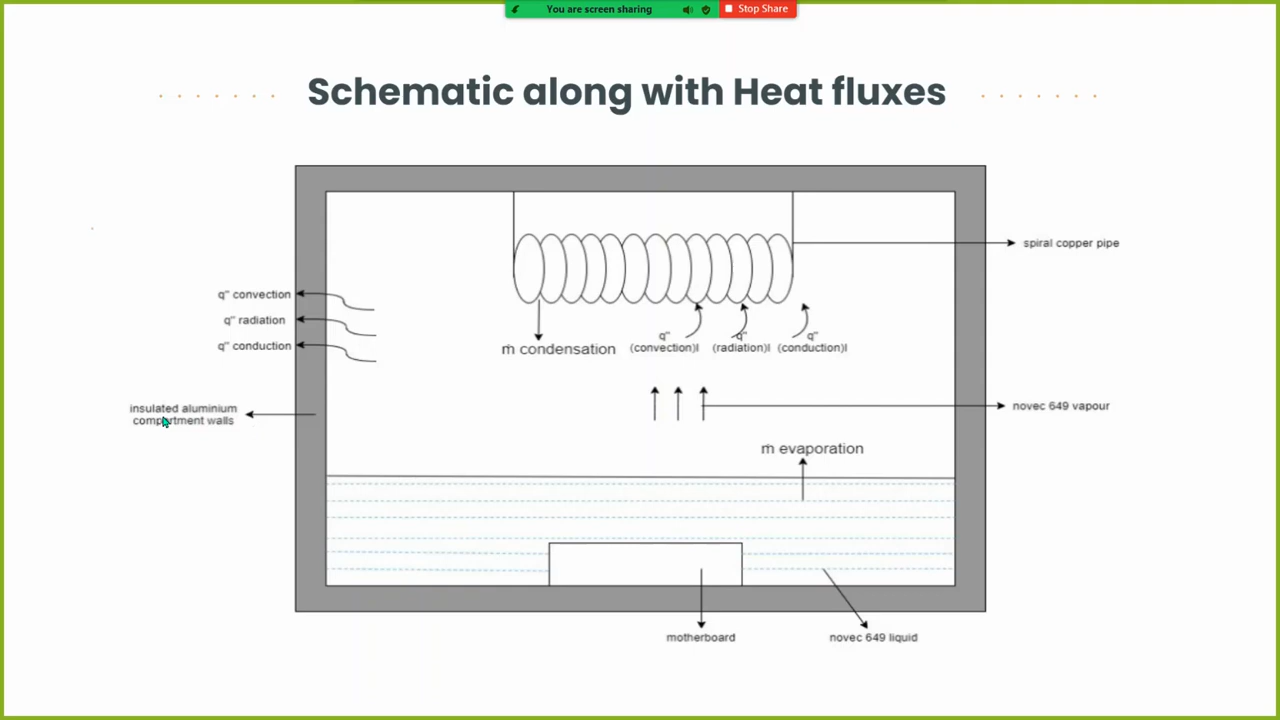 You are screen sharing
Stop Share
Schematic along with Heat fluxes
spiral copper pipe
q" convection
q" radiation
q" conduction
ṁ condensation
q"
(convection)l
q"
(radiation)l
q"
(conduction)l
insulated aluminium
compartment walls
novec 649 vapour
ṁ evaporation
motherboard
novec 649 liquid